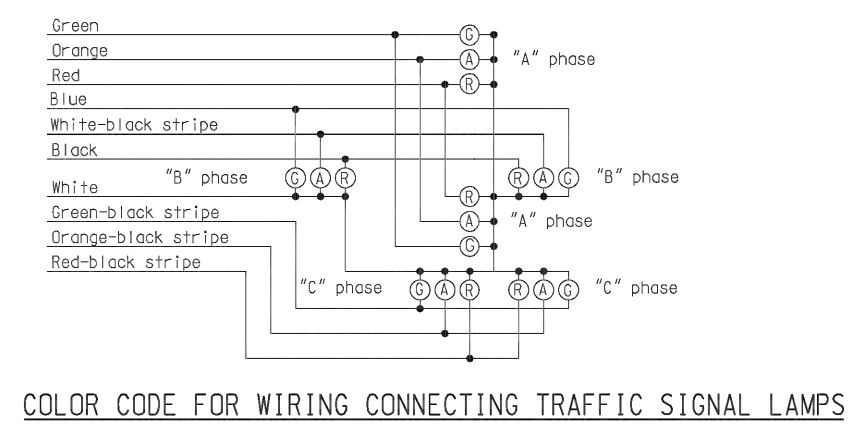 Green
G
Orange
A
"A" phase
Red
R
Blue
White-black stripe
Black
"B" phase
G A R
R A G
"B" phase
White
R
Green-black stripe
A
"A" phase
Orange-black stripe
G
Red-black stripe
"C" phase
G A R
R A G
"C" phase
COLOR CODE FOR WIRING CONNECTING TRAFFIC SIGNAL LAMPS